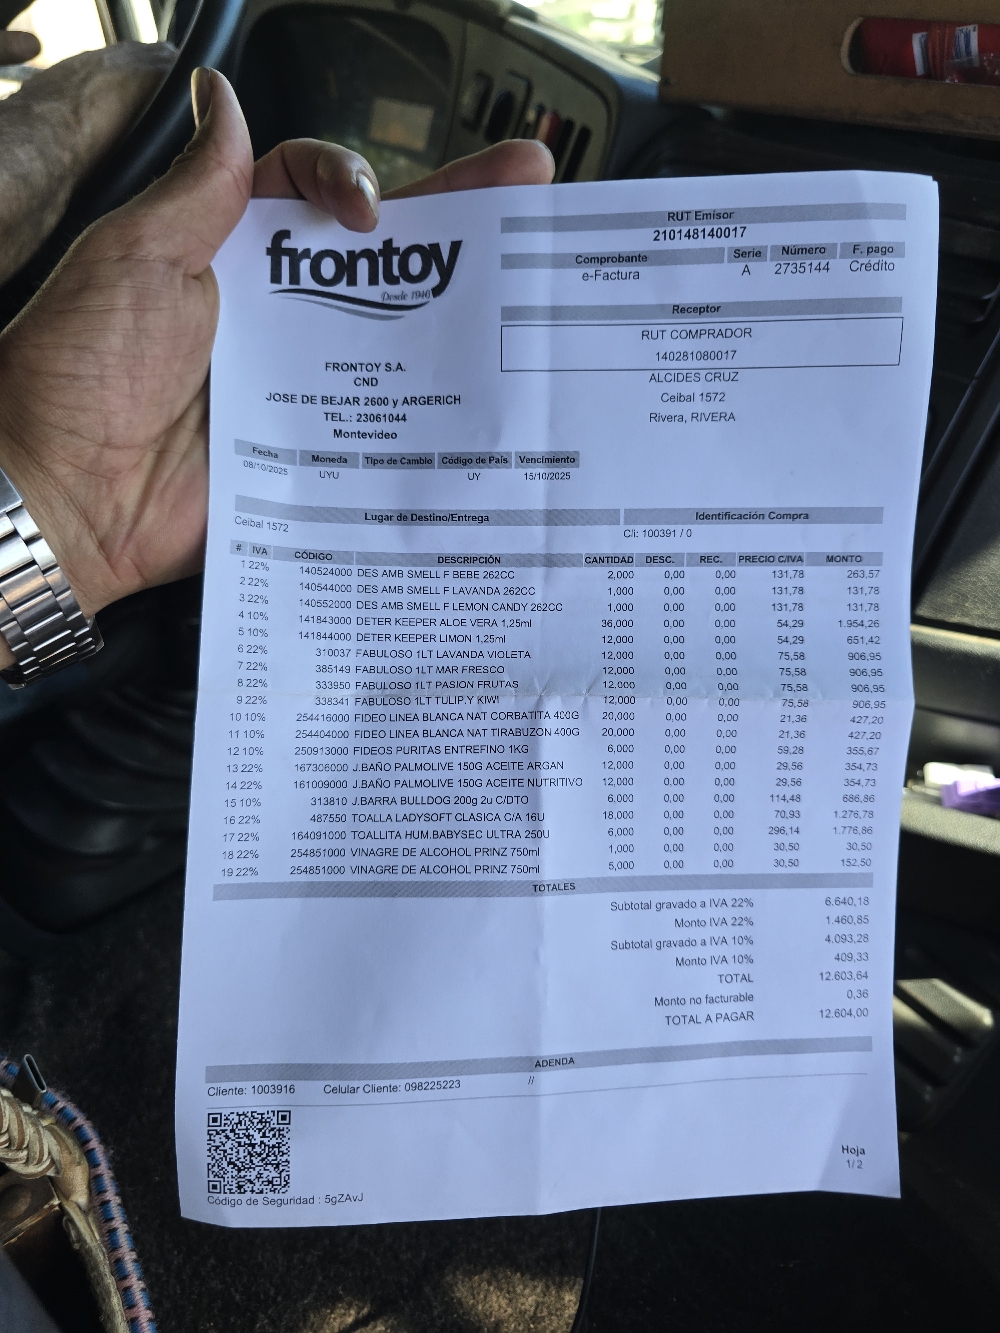 frontoy
Desde 1946
RUT Emisor
210148140017
Comprobante Serie Número F. pago
e-Factura A 2735144 Crédito
Receptor
RUT COMPRADOR
140281080017
ALCIDES CRUZ
Ceibal 1572
Rivera, RIVERA
FRONTOY S.A.
CND
JOSE DE BEJAR 2600 y ARGERICH
TEL.: 23061044
Montevideo
Fecha Moneda Tipo de Cambio Código de País Vencimiento
08/10/2025 UYU UY 15/10/2025
Lugar de Destino/Entrega Identificación Compra
Ceibal 1572 Cli: 100391 / 0
# IVA CÓDIGO DESCRIPCIÓN CANTIDAD DESC. REC. PRECIO C/IVA MONTO
1 22% 140524000 DES AMB SMELL F BEBE 262CC 2,000 0,00 0,00 131,78 263,57
2 22% 140544000 DES AMB SMELL F LAVANDA 262CC 1,000 0,00 0,00 131,78 131,78
3 22% 140552000 DES AMB SMELL F LEMON CANDY 262CC 1,000 0,00 0,00 131,78 131,78
4 10% 141843000 DETER KEEPER ALOE VERA 1,25ml 36,000 0,00 0,00 54,29 1.954,26
5 10% 141844000 DETER KEEPER LIMON 1,25ml 12,000 0,00 0,00 54,29 651,42
6 22% 310037 FABULOSO 1LT LAVANDA VIOLETA 12,000 0,00 0,00 75,58 906,95
7 22% 385149 FABULOSO 1LT MAR FRESCO 12,000 0,00 0,00 75,58 906,95
8 22% 333950 FABULOSO 1LT PASION FRUTAS 12,000 0,00 0,00 75,58 906,95
9 22% 338341 FABULOSO 1LT TULIP.Y KIWI 12,000 0,00 0,00 75,58 906,95
10 10% 254416000 FIDEO LINEA BLANCA NAT CORBATITA 400G 20,000 0,00 0,00 21,36 427,20
11 10% 254404000 FIDEO LINEA BLANCA NAT TIRABUZON 400G 20,000 0,00 0,00 21,36 427,20
12 10% 250913000 FIDEOS PURITAS ENTREFINO 1KG 6,000 0,00 0,00 59,28 355,67
13 22% 167306000 J.BAÑO PALMOLIVE 150G ACEITE ARGAN 12,000 0,00 0,00 29,56 354,73
14 22% 161009000 J.BAÑO PALMOLIVE 150G ACEITE NUTRITIVO 12,000 0,00 0,00 29,56 354,73
15 10% 313810 J.BARRA BULLDOG 200g 2u C/DTO 6,000 0,00 0,00 114,48 686,86
16 22% 487550 TOALLA LADYSOFT CLASICA C/A 16U 18,000 0,00 0,00 70,93 1.276,78
17 22% 164091000 TOALLITA HUM.BABYSEC ULTRA 250U 6,000 0,00 0,00 296,14 1.776,86
18 22% 254851000 VINAGRE DE ALCOHOL PRINZ 750ml 1,000 0,00 0,00 30,50 30,50
19 22% 254851000 VINAGRE DE ALCOHOL PRINZ 750ml 5,000 0,00 0,00 30,50 152,50
TOTALES
Subtotal gravado a IVA 22% 6.640,18
Monto IVA 22% 1.460,85
Subtotal gravado a IVA 10% 4.093,28
Monto IVA 10% 409,33
TOTAL 12.603,64
Monto no facturable 0,36
TOTAL A PAGAR 12.604,00
ADENDA
Cliente: 1003916 Celular Cliente: 098225223 //
Hoja
1/2
Código de Seguridad : 5gZAvJ